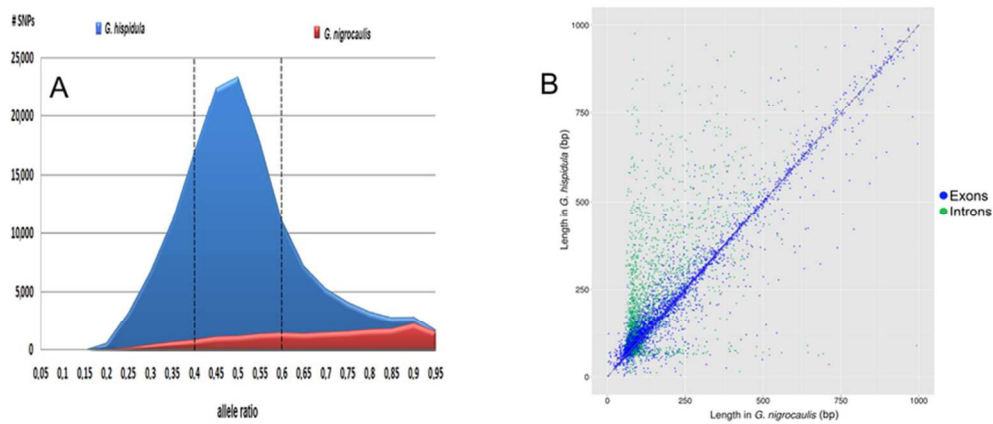 # SNPs
G. hispidula
G. nigrocaulis
A
25,000
20,000
15,000
10,000
5,000
0
0,05 0,1 0,15 0,2 0,25 0,3 0,35 0,4 0,45 0,5 0,55 0,6 0,65 0,7 0,75 0,8 0,85 0,9 0,95
allele ratio
B
1000
750
500
250
0
Length in G. hispidula (bp)
0 250 500 750 1000
Length in G. nigrocaulis (bp)
Exons
Introns